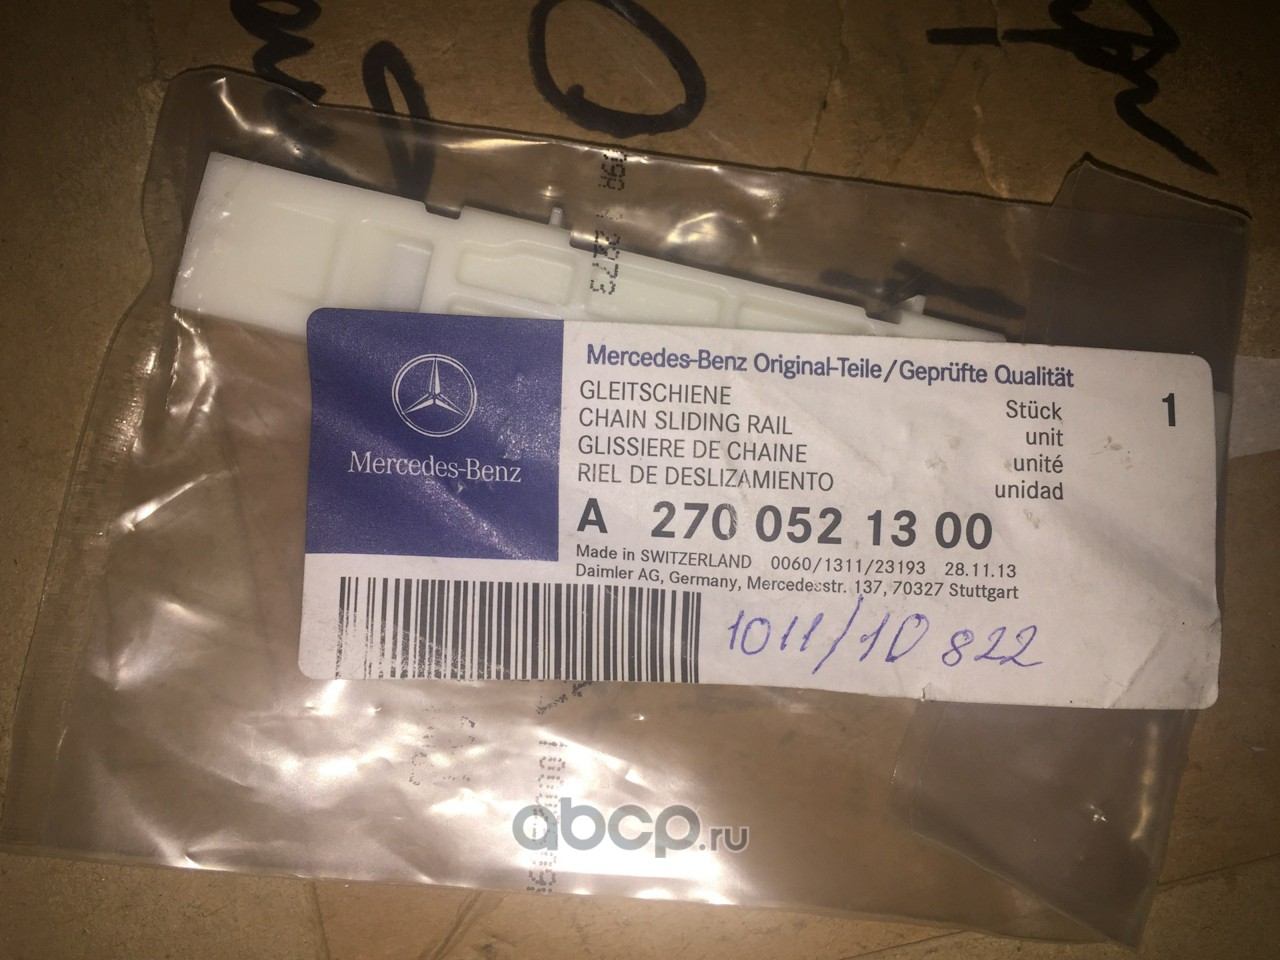 Mercedes-Benz
Mercedes-Benz Original-Teile/Geprüfte Qualität
GLEITSCHIENE
CHAIN SLIDING RAIL
GLISSIERE DE CHAINE
RIEL DE DESLIZAMIENTO
Stück 1
unit
unité
unidad
A 270 052 13 00
Made in SWITZERLAND 0060/1311/23193 28.11.13
Daimler AG, Germany, Mercedesstr. 137, 70327 Stuttgart
1011/10 822
abcp.ru